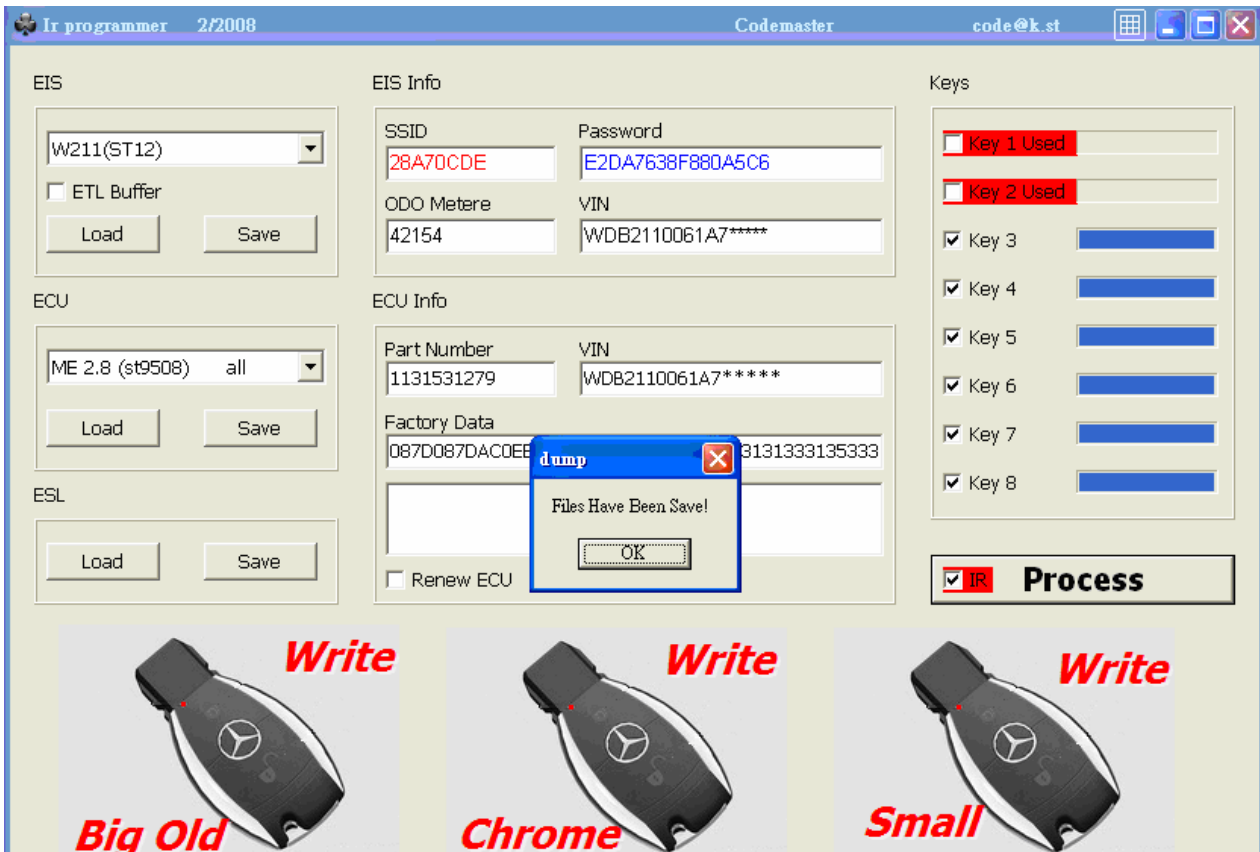 Ir programmer 2/2008 Codemaster code@k.st
EIS
W211(ST12)
ETL Buffer
Load Save
ECU
ME 2.8 (st9508) all
Load Save
ESL
Load Save
EIS Info
SSID Password
28A70CDE E2DA7638F880A5C6
ODO Metere VIN
42154 WDB2110061A7*****
ECU Info
Part Number VIN
1131531279 WDB2110061A7*****
Factory Data
087D087DAC0EE 3131333135333
Renew ECU
dump
Files Have Been Save!
OK
Keys
Key 1 Used
Key 2 Used
Key 3
Key 4
Key 5
Key 6
Key 7
Key 8
IR Process
Write
Big Old
Write
Chrome
Write
Small